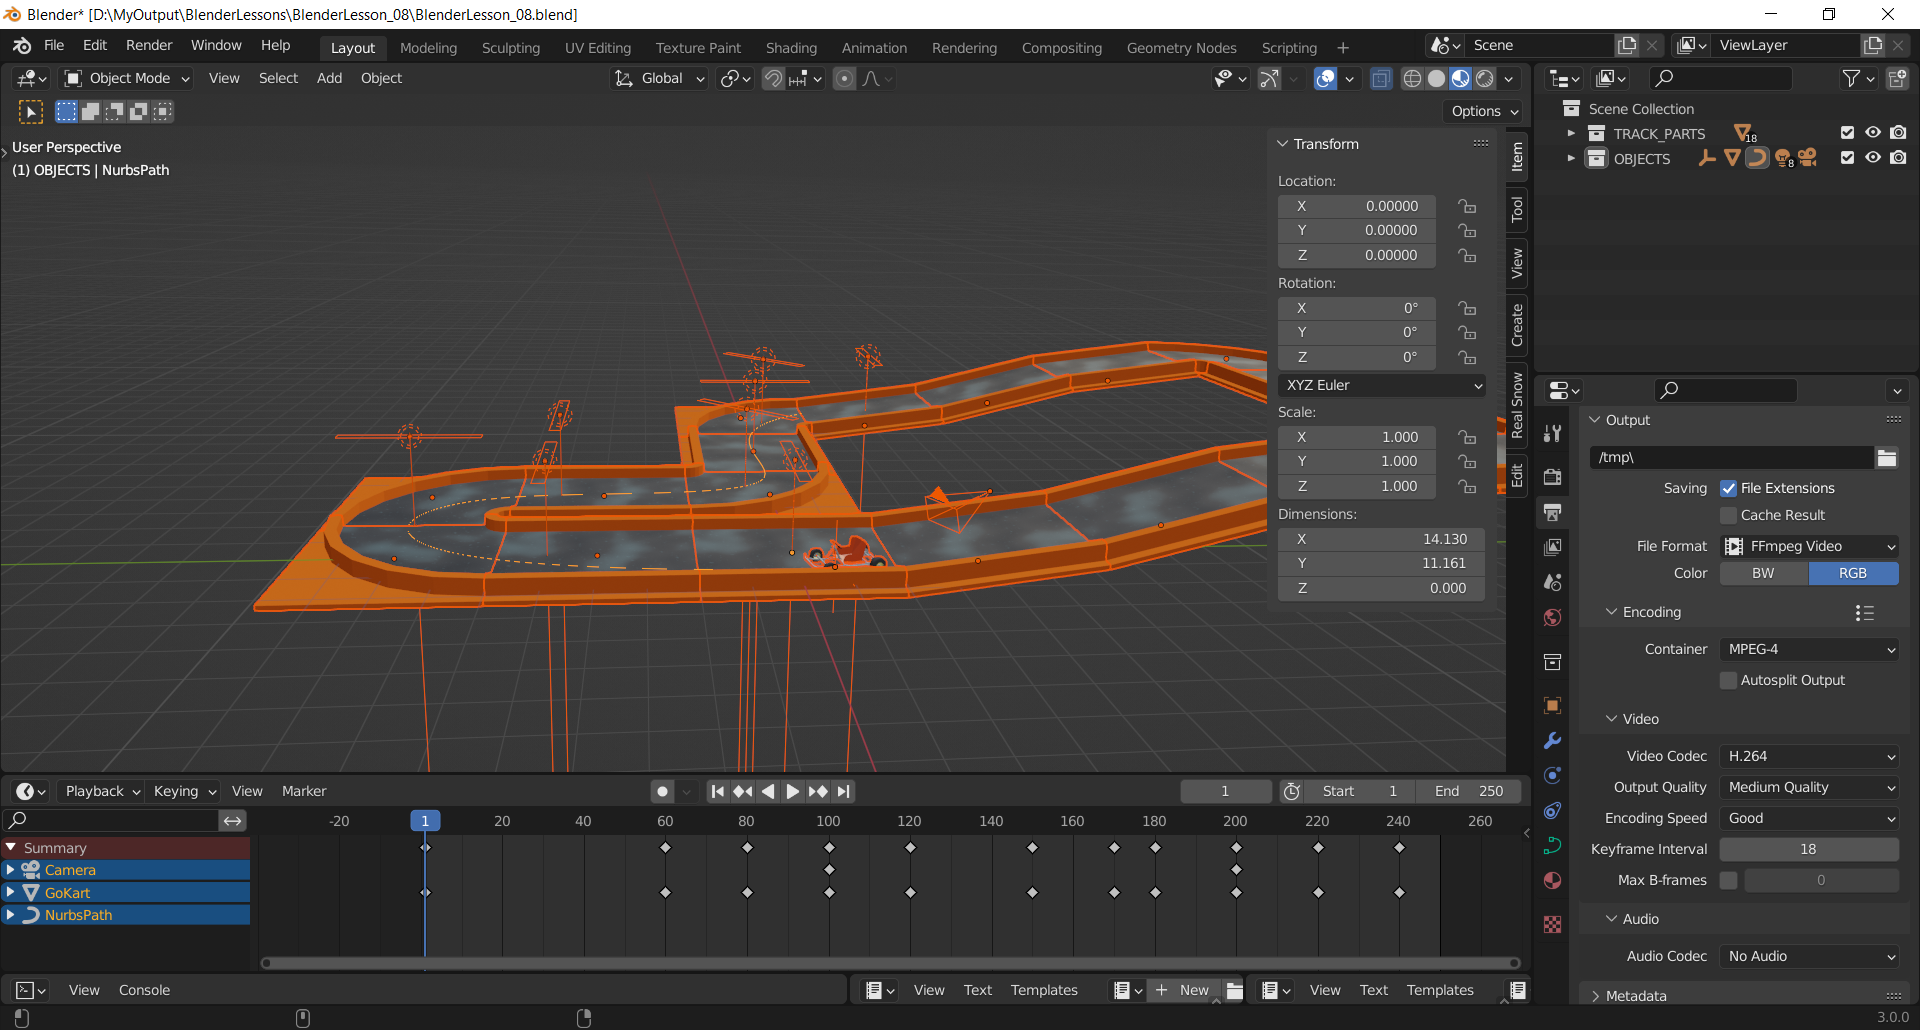 Blender* [D:\MyOutput\BlenderLessons\BlenderLesson_08\BlenderLesson_08.blend]
File Edit Render Window Help Layout Modeling Sculpting UV Editing Texture Paint Shading Animation Rendering Compositing Geometry Nodes Scripting + Scene ViewLayer
Object Mode View Select Add Object Global
Options
User Perspective
(1) OBJECTS | NurbsPath
Transform
Location:
X 0.00000
Y 0.00000
Z 0.00000
Rotation:
X 0°
Y 0°
Z 0°
XYZ Euler
Scale:
X 1.000
Y 1.000
Z 1.000
Dimensions:
X 14.130
Y 11.161
Z 0.000
Item
Tool
View
Create
Real Snow
Edit
Scene Collection
TRACK_PARTS 18
OBJECTS 8
Output
/tmp\
Saving File Extensions
Cache Result
File Format FFmpeg Video
Color BW RGB
Encoding
Container MPEG-4
Autosplit Output
Video
Video Codec H.264
Output Quality Medium Quality
Encoding Speed Good
Keyframe Interval 18
Max B-frames 0
Audio
Audio Codec No Audio
Metadata
Playback Keying View Marker 1 Start 1 End 250
-20 1 20 40 60 80 100 120 140 160 180 200 220 240 260
Summary
Camera
GoKart
NurbsPath
View Console View Text Templates + New View Text Templates
3.0.0